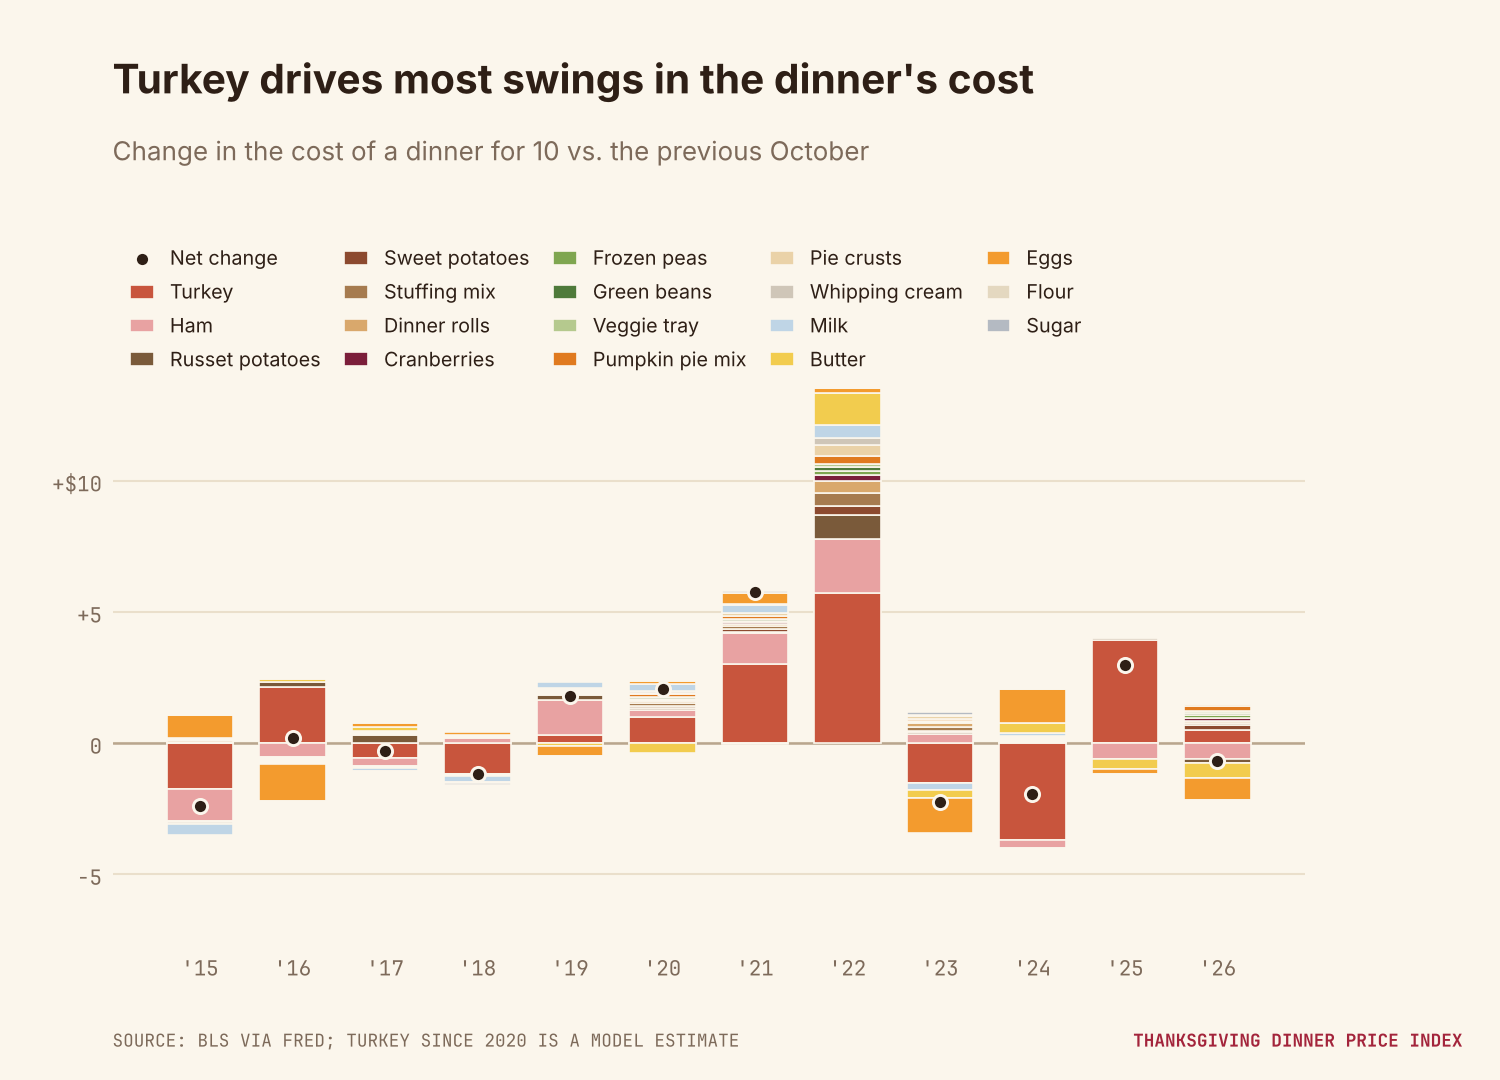 Turkey drives most swings in the dinner's cost
Change in the cost of a dinner for 10 vs. the previous October
Net change
Turkey
Ham
Russet potatoes
Sweet potatoes
Stuffing mix
Dinner rolls
Cranberries
Frozen peas
Green beans
Veggie tray
Pumpkin pie mix
Pie crusts
Whipping cream
Milk
Butter
Eggs
Flour
Sugar
+$10
+5
0
-5
'15 '16 '17 '18 '19 '20 '21 '22 '23 '24 '25 '26
SOURCE: BLS VIA FRED; TURKEY SINCE 2020 IS A MODEL ESTIMATE
THANKSGIVING DINNER PRICE INDEX